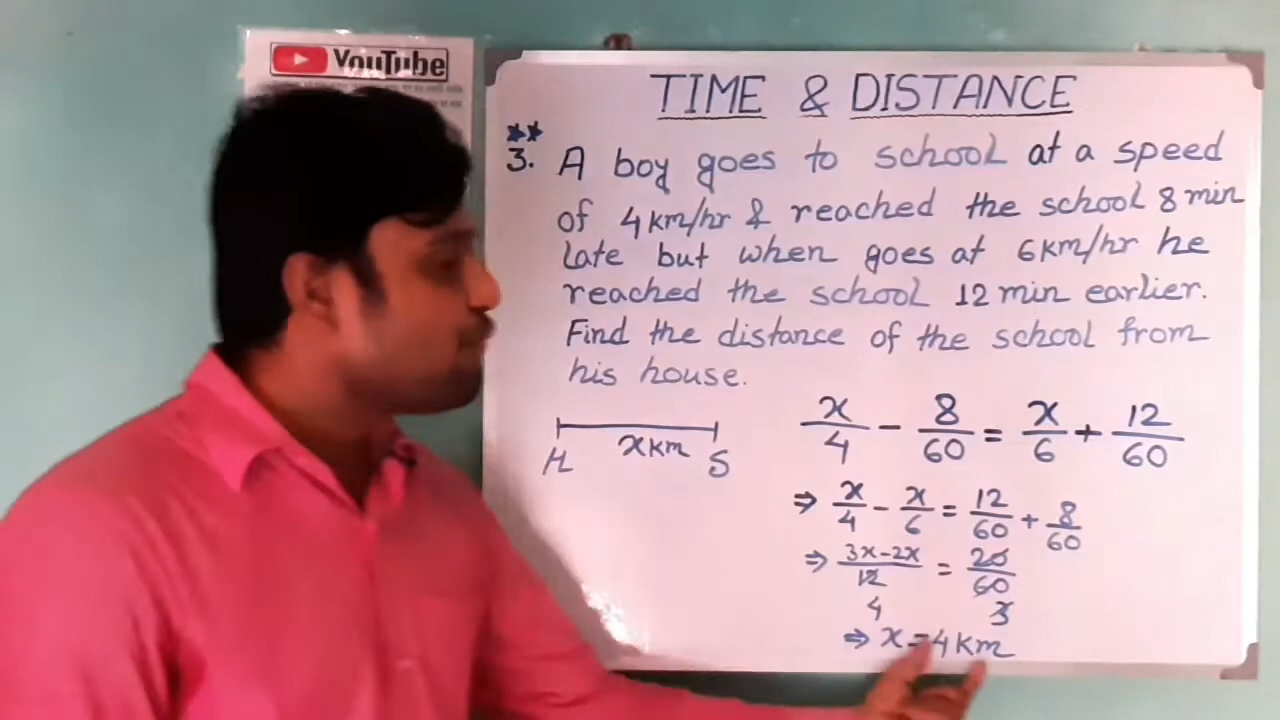 YouTube
TIME & DISTANCE
** 3. A boy goes to school at a speed
of 4km/hr & reached the school 8 min
late but when goes at 6km/hr he
reached the school 12 min earlier.
Find the distance of the school from
his house.
H x km S
x/4 - 8/60 = x/6 + 12/60
⇒ x/4 - x/6 = 12/60 + 8/60
⇒ 3x-2x/12 = 20/60
4 3
⇒ x = 4 km